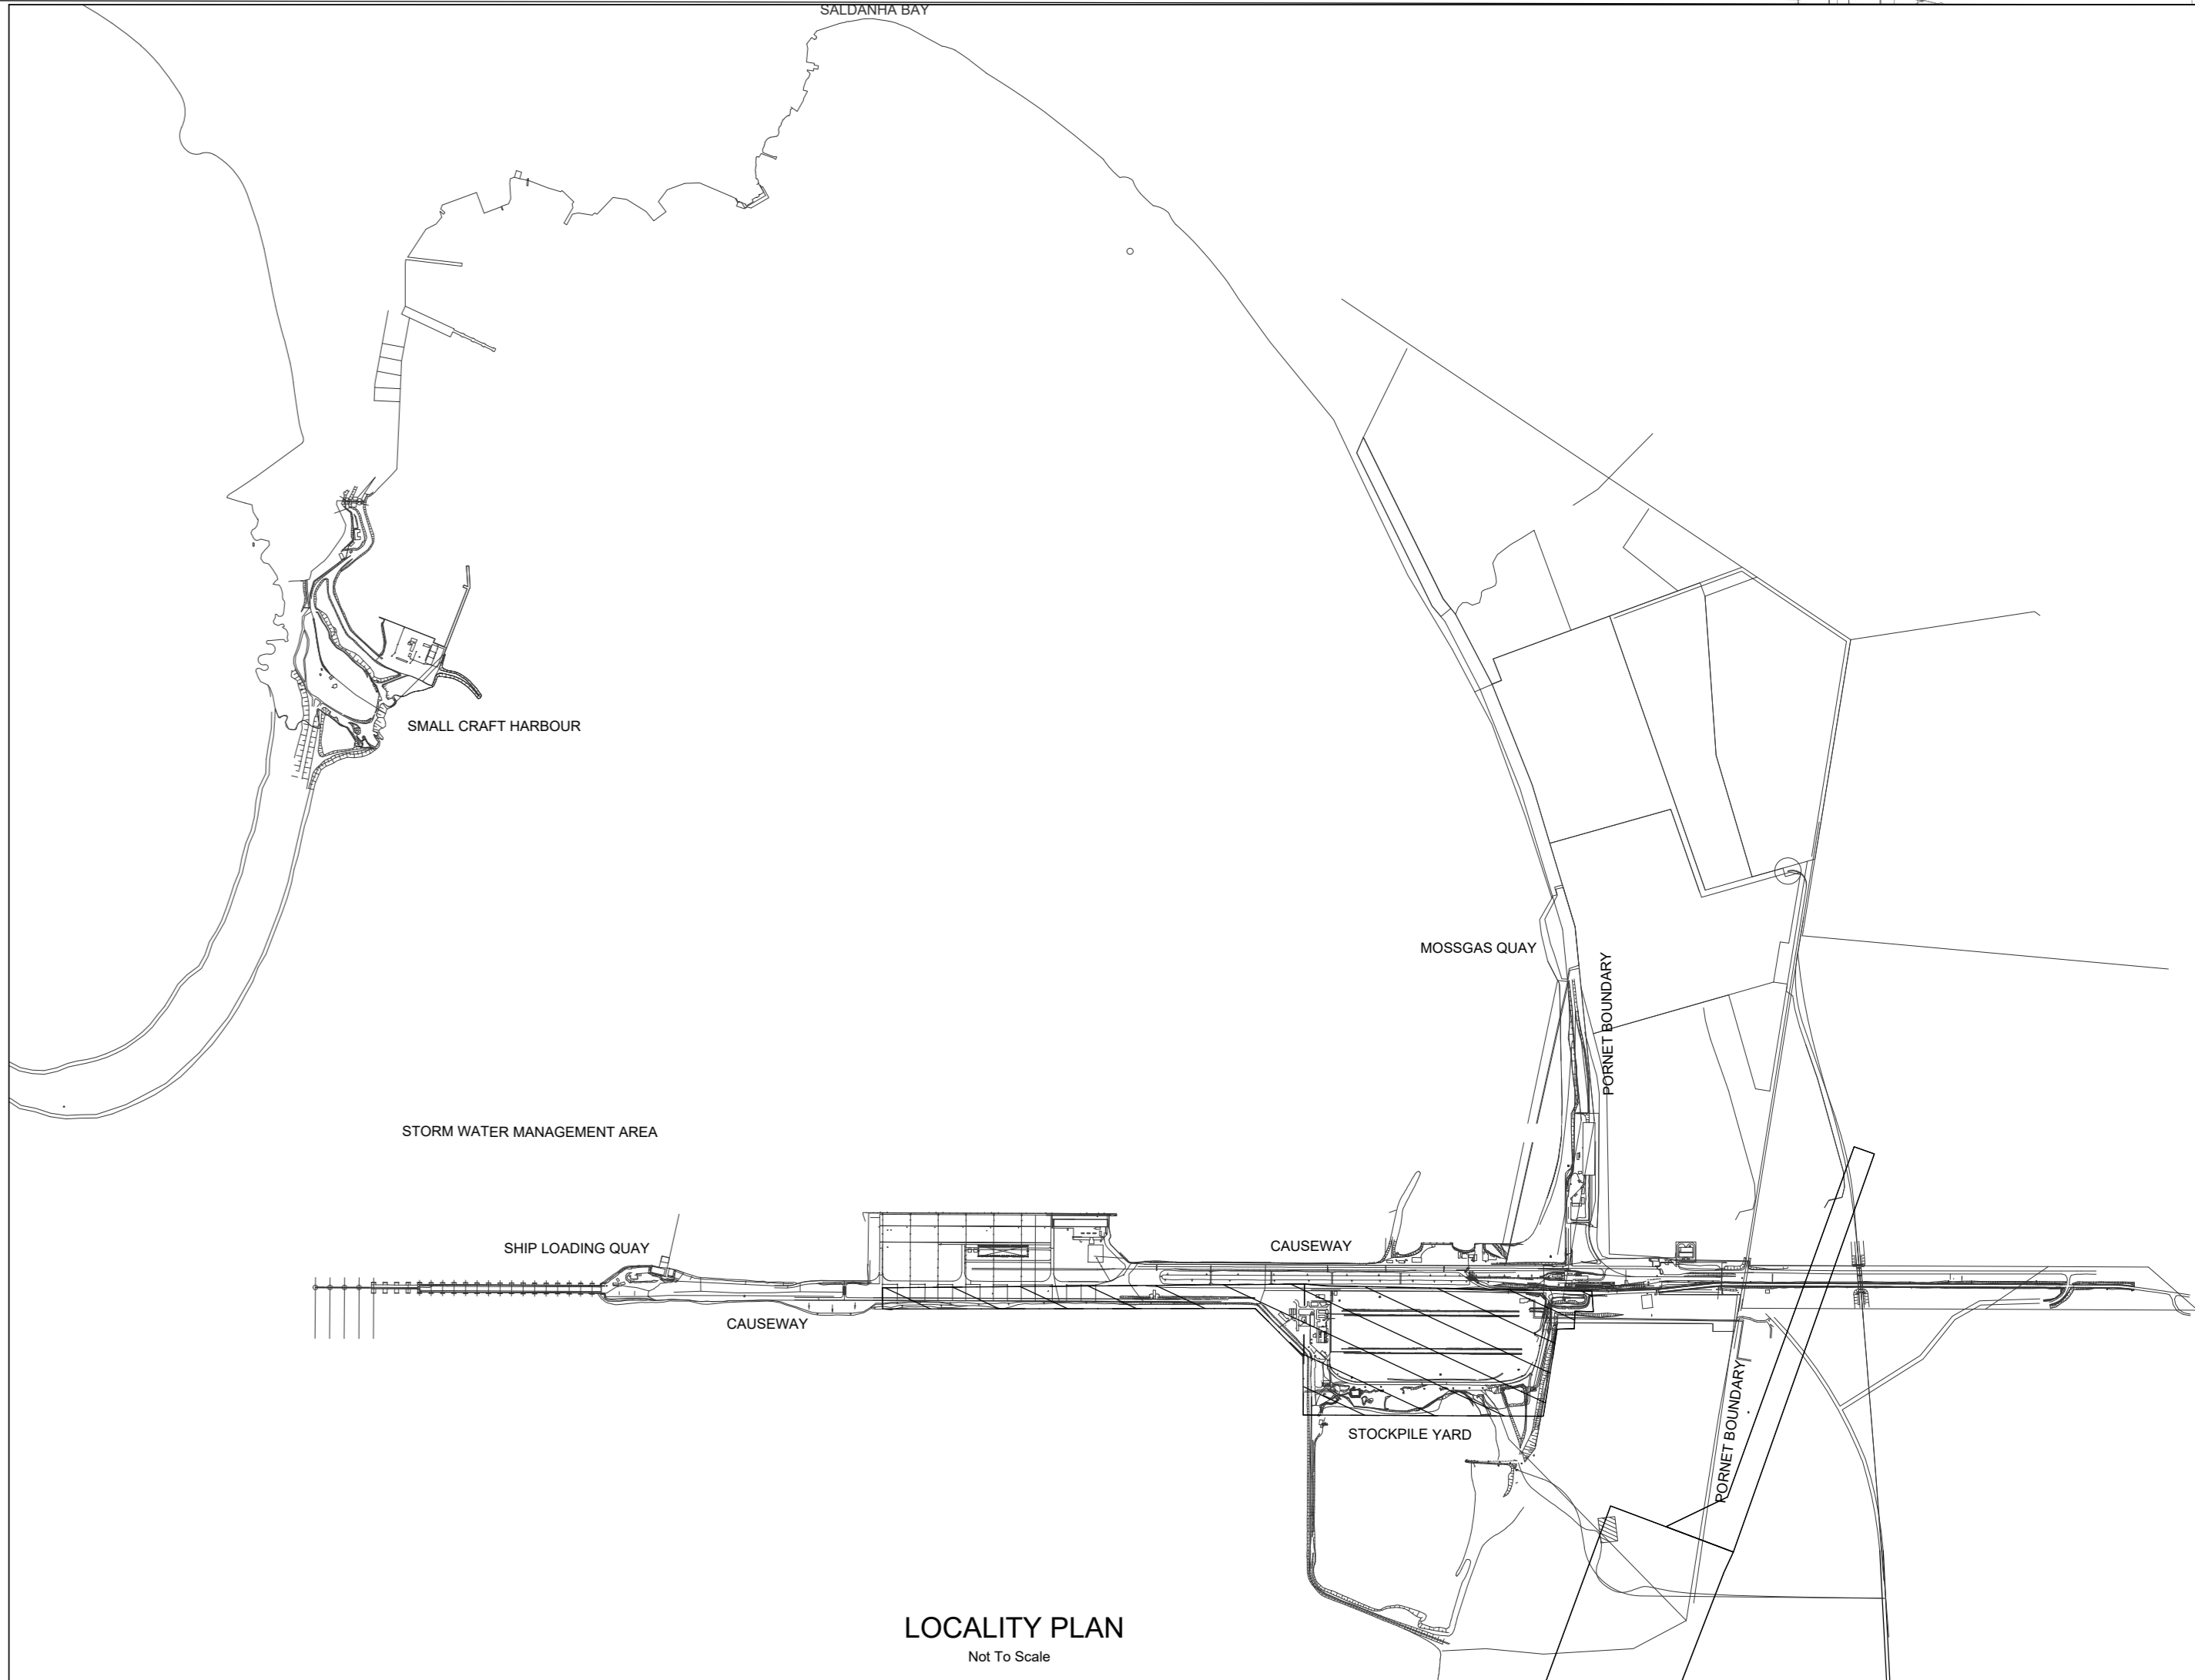 SALDANHA BAY
SMALL CRAFT HARBOUR
MOSSGAS QUAY
PORNET BOUNDARY
STORM WATER MANAGEMENT AREA
SHIP LOADING QUAY
CAUSEWAY
CAUSEWAY
STOCKPILE YARD
PORNET BOUNDARY
LOCALITY PLAN
Not To Scale